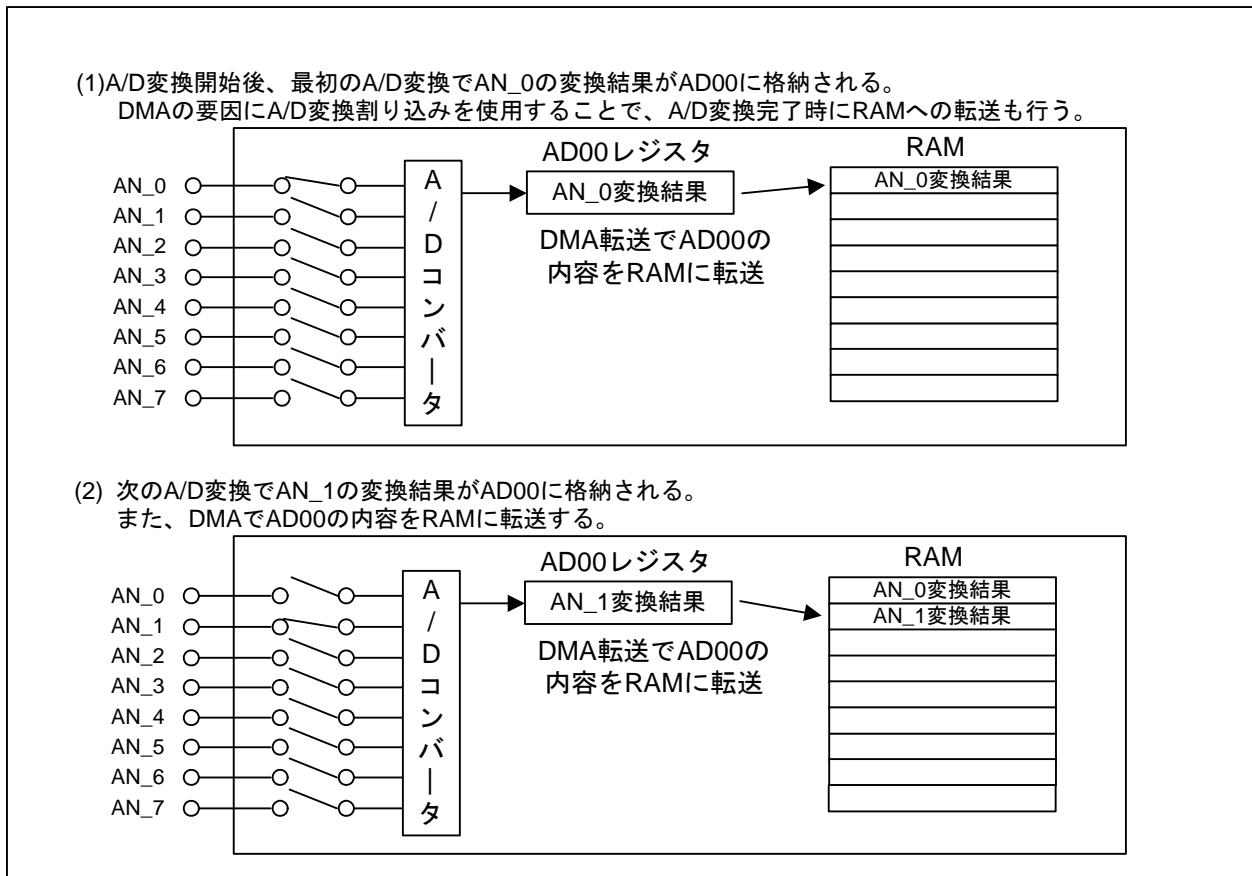 (1)A/D変換開始後、最初のA/D変換でAN_0の変換結果がAD00に格納される。
DMAの要因にA/D変換割り込みを使用することで、A/D変換完了時にRAMへの転送も行う。
AD00レジスタ
RAM
AN_0
AN_1
AN_2
AN_3
AN_4
AN_5
AN_6
AN_7
A/Dコンバータ
AN_0変換結果
AN_0変換結果
DMA転送でAD00の
内容をRAMに転送
(2) 次のA/D変換でAN_1の変換結果がAD00に格納される。
また、DMAでAD00の内容をRAMに転送する。
AD00レジスタ
RAM
AN_0
AN_1
AN_2
AN_3
AN_4
AN_5
AN_6
AN_7
A/Dコンバータ
AN_1変換結果
AN_0変換結果
AN_1変換結果
DMA転送でAD00の
内容をRAMに転送